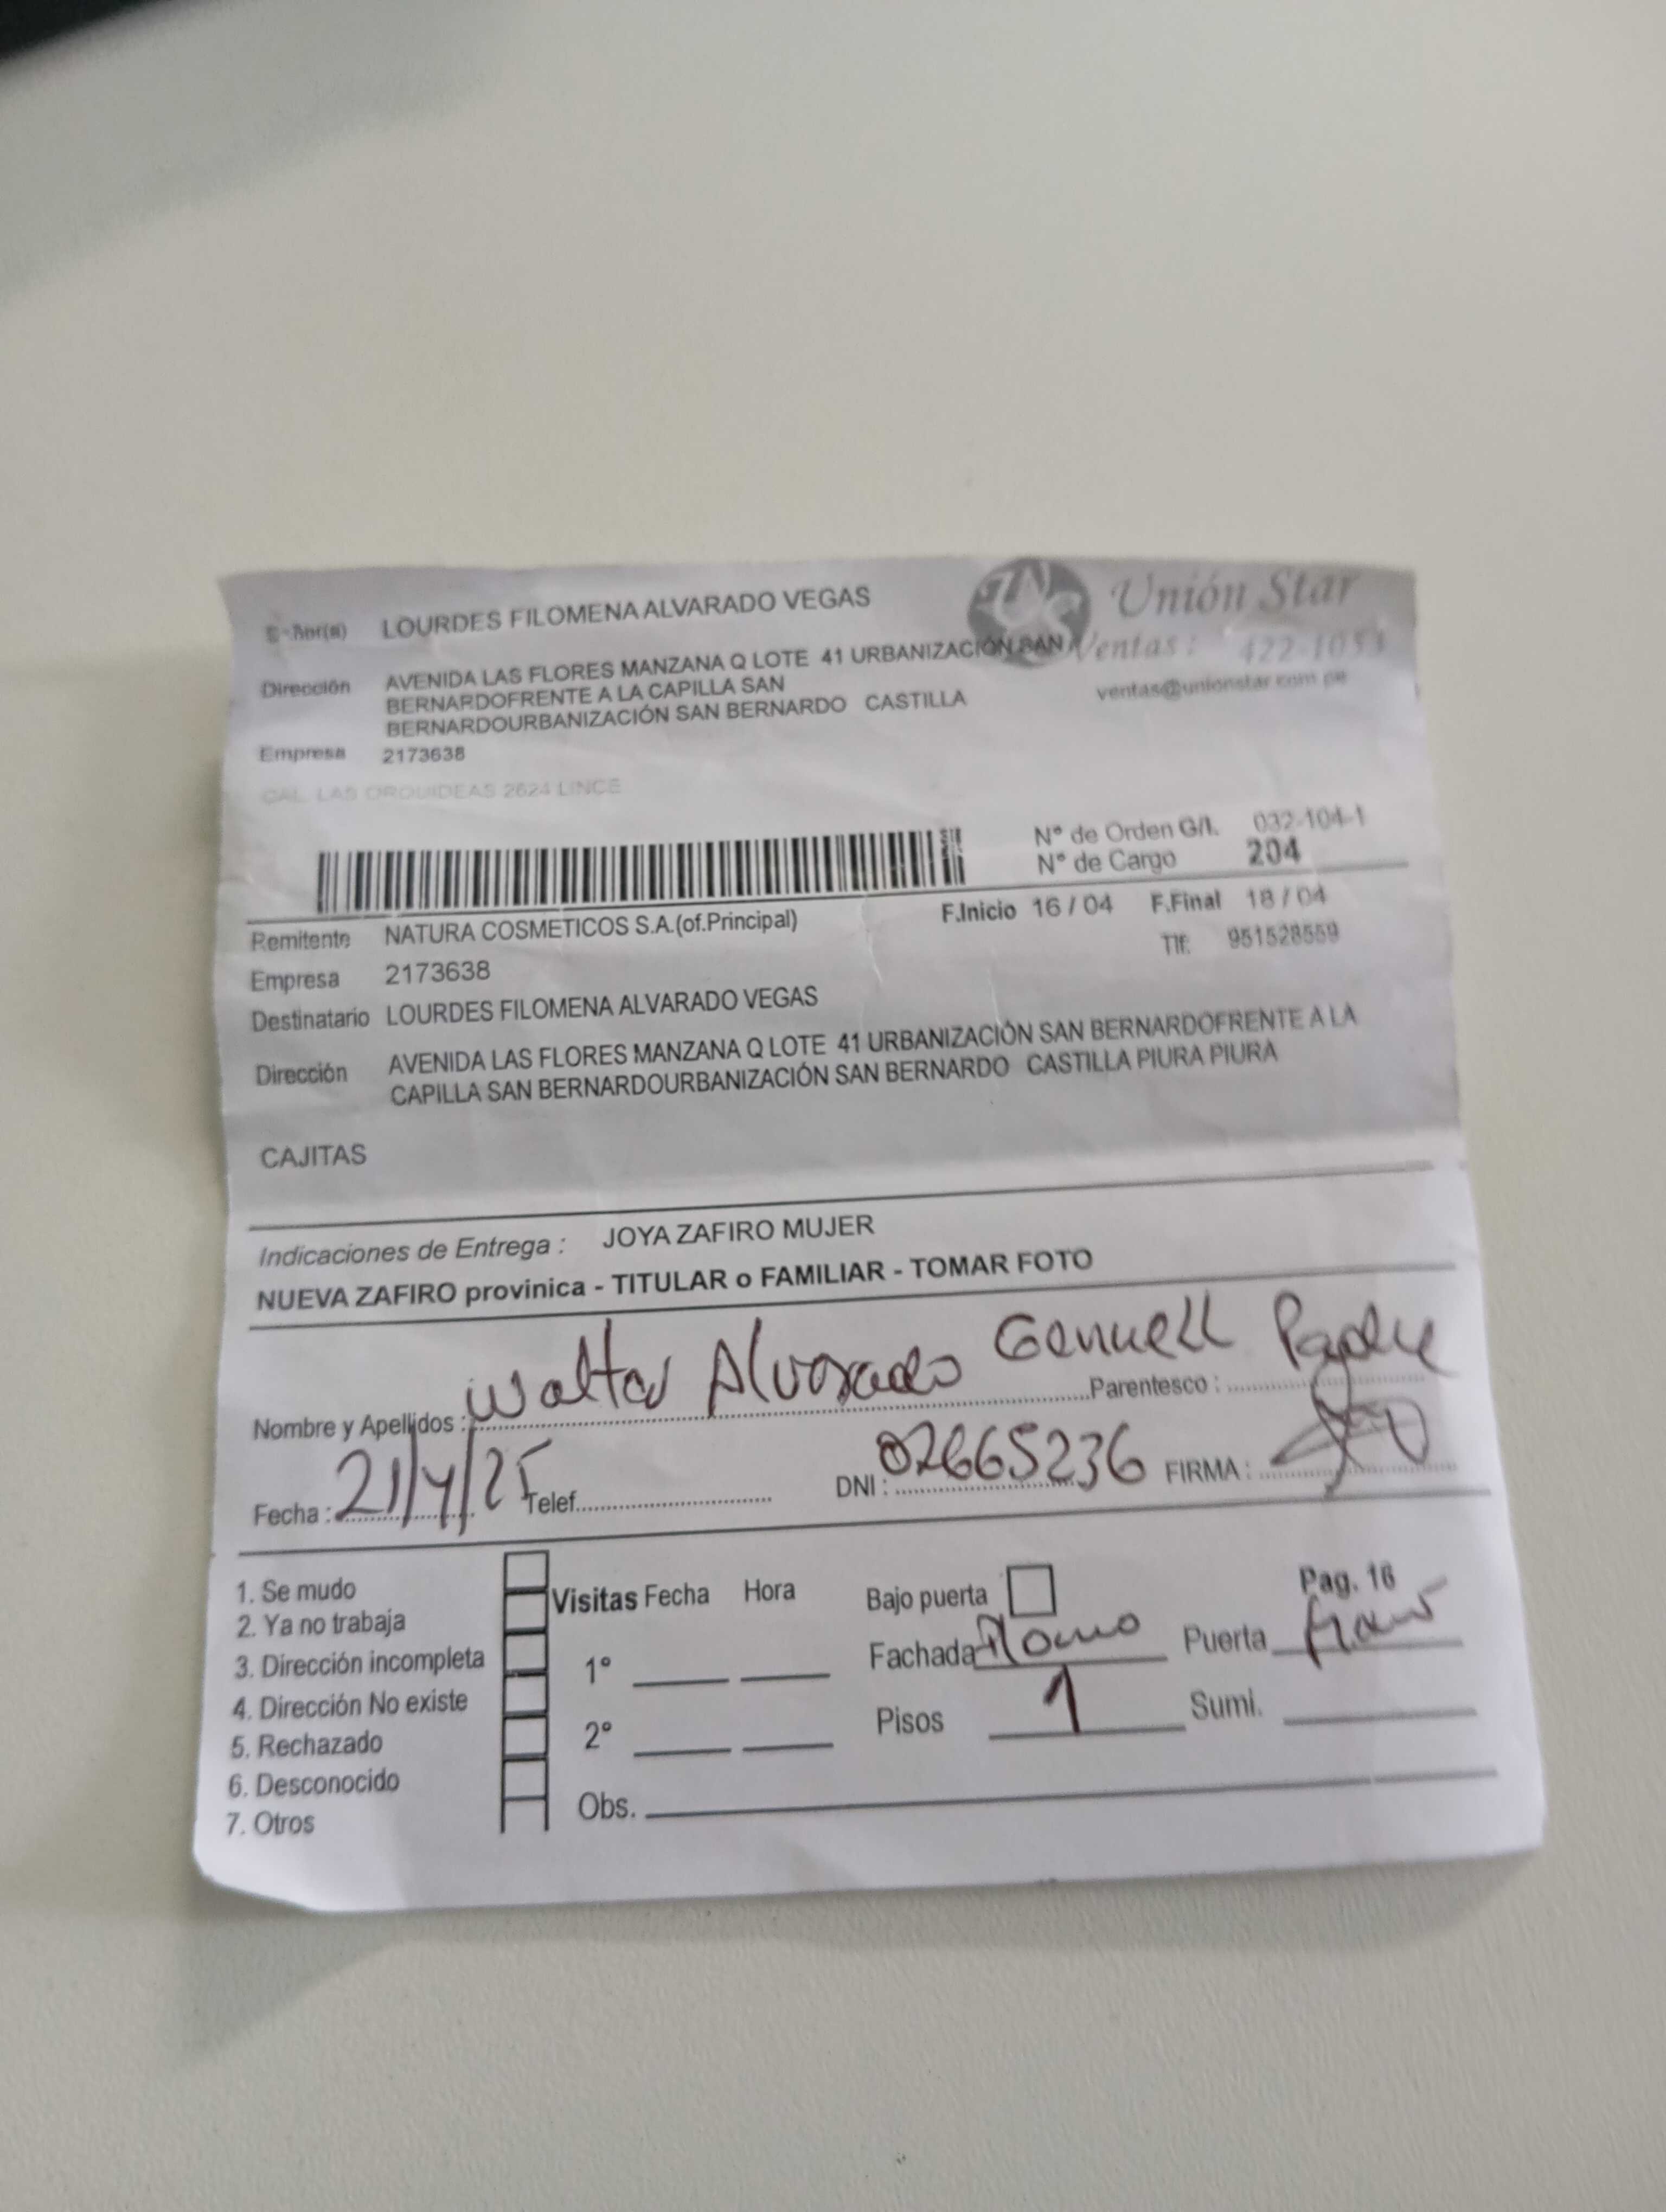 Señor(a) LOURDES FILOMENA ALVARADO VEGAS
Unión Star
Ventas: 422-1053
ventas@unionstar.com.pe
Dirección AVENIDA LAS FLORES MANZANA Q LOTE 41 URBANIZACIÓN SAN
BERNARDOFRENTE A LA CAPILLA SAN
BERNARDOURBANIZACIÓN SAN BERNARDO CASTILLA
Empresa 2173638
CAL. LAS ORQUIDEAS 2624 LINCE
N° de Orden G/I. 032-104-1
N° de Cargo 204
Remitente NATURA COSMETICOS S.A.(of.Principal) F.Inicio 16 / 04 F.Final 18 / 04
Empresa 2173638 Tlf. 951528559
Destinatario LOURDES FILOMENA ALVARADO VEGAS
Dirección AVENIDA LAS FLORES MANZANA Q LOTE 41 URBANIZACIÓN SAN BERNARDOFRENTE A LA
CAPILLA SAN BERNARDOURBANIZACIÓN SAN BERNARDO CASTILLA PIURA PIURA
CAJITAS
Indicaciones de Entrega : JOYA ZAFIRO MUJER
NUEVA ZAFIRO provinica - TITULAR o FAMILIAR - TOMAR FOTO
Nombre y Apellidos : Walter Alvarado Parentesco : Padre
Fecha : 21/4/25 Telef. DNI : 02665236 FIRMA :
1. Se mudo
2. Ya no trabaja
3. Dirección incompleta
4. Dirección No existe
5. Rechazado
6. Desconocido
7. Otros
Visitas Fecha Hora
1°
2°
Obs.
Bajo puerta
Pag. 16
Fachada Plomo Puerta
Pisos 1 Sumi.